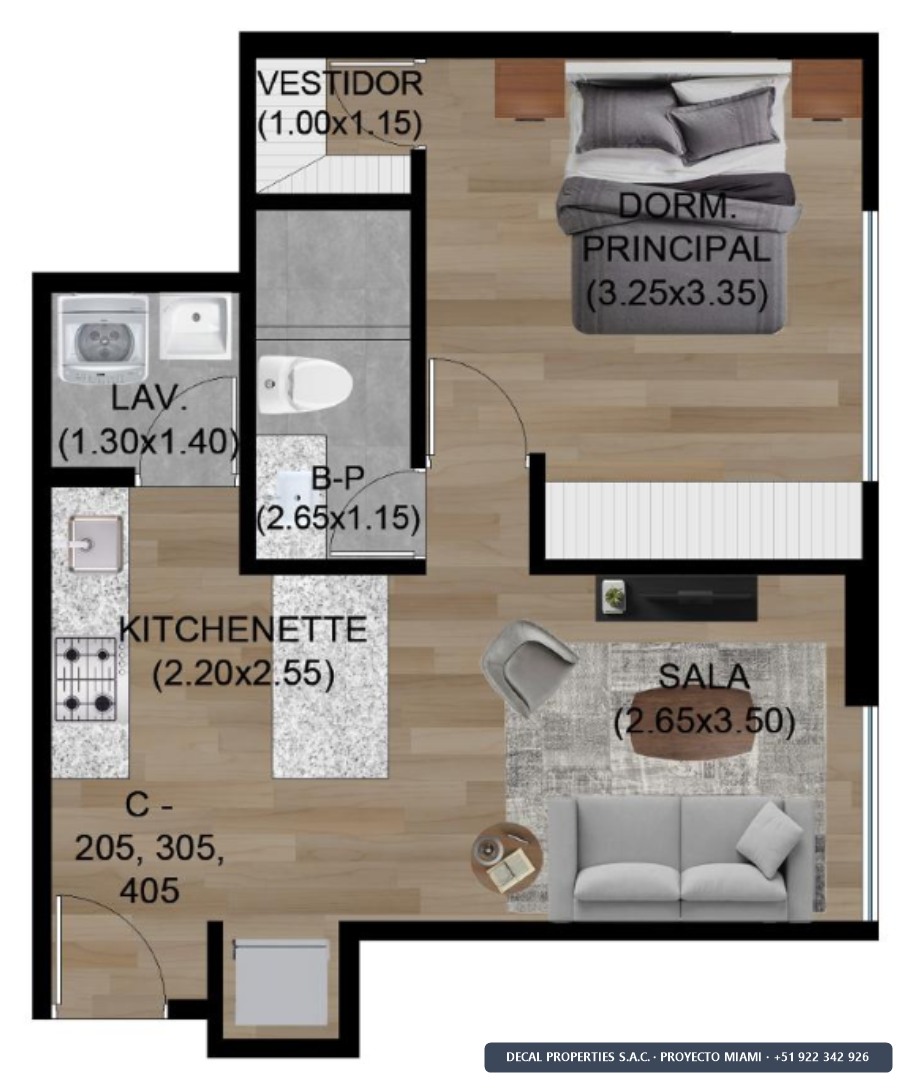 VESTIDOR
(1.00x1.15)
DORM.
PRINCIPAL
(3.25x3.35)
LAV.
(1.30x1.40)
B-P
(2.65x1.15)
KITCHENETTE
(2.20x2.55)
SALA
(2.65x3.50)
C -
205, 305,
405
DECAL PROPERTIES S.A.C. · PROYECTO MIAMI · +51 922 342 926